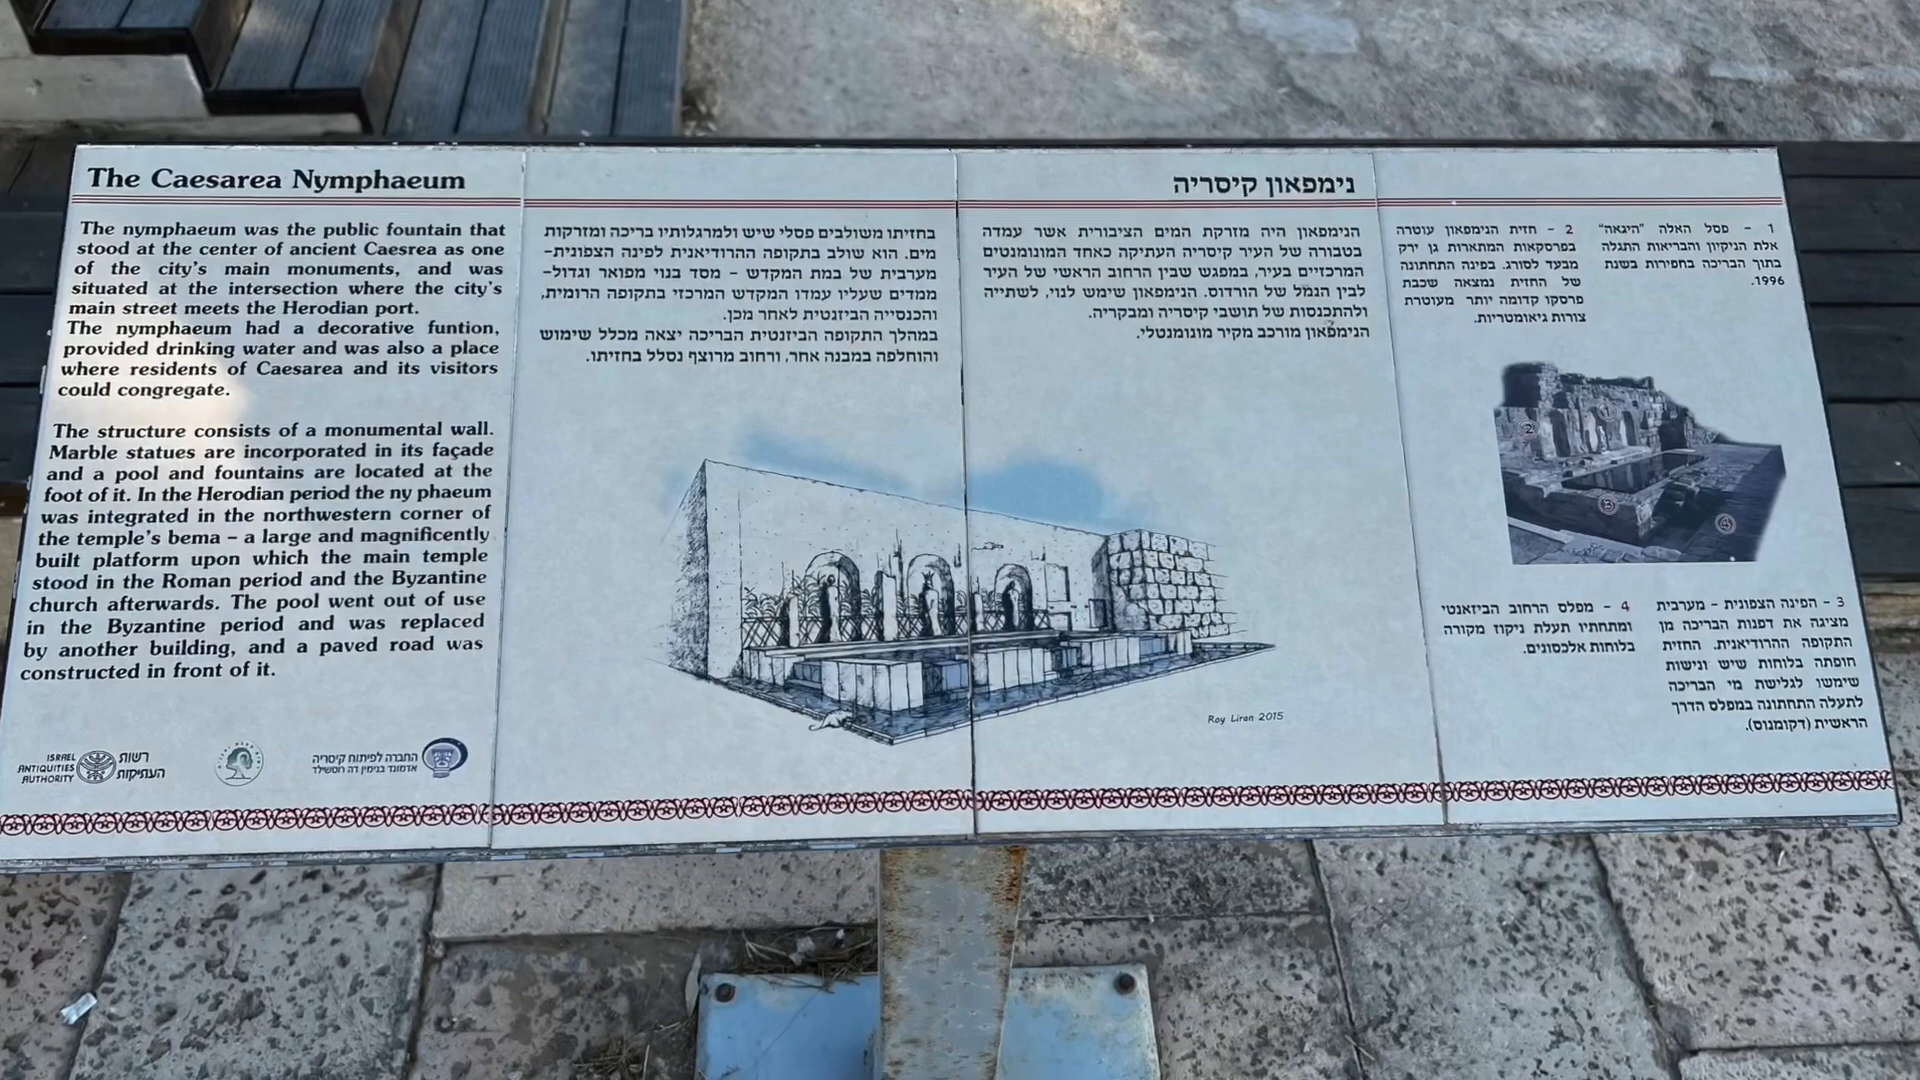 The Caesarea Nymphaeum
The nymphaeum was the public fountain that
stood at the center of ancient Caesrea as one
of the city's main monuments, and was
situated at the intersection where the city's
main street meets the Herodian port.
The nymphaeum had a decorative funtion,
provided drinking water and was also a place
where residents of Caesarea and its visitors
could congregate.
The structure consists of a monumental wall.
Marble statues are incorporated in its façade
and a pool and fountains are located at the
foot of it. In the Herodian period the ny phaeum
was integrated in the northwestern corner of
the temple's bema – a large and magnificently
built platform upon which the main temple
stood in the Roman period and the Byzantine
church afterwards. The pool went out of use
in the Byzantine period and was replaced
by another building, and a paved road was
constructed in front of it.
ISRAEL
ANTIQUITIES
AUTHORITY
רשות
העתיקות
החברה לפיתוח קיסריה
אדמונד בנימין דה רוטשילד
נימפאון קיסריה
הנימפאון היה מזרקת המים הציבורית אשר עמדה
בטבורה של העיר קיסריה העתיקה כאחד המונומנטים
המרכזיים בעיר, במפגש שבין הרחוב הראשי של העיר
לבין הנמל של הורדוס. הנימפאון שימש לנוי, לשתייה
ולהתכנסות של תושבי קיסריה ומבקריה.
הנימפאון מורכב מקיר מונומנטלי.
בחזיתו משולבים פסלי שיש ולמרגלותיו בריכה ומזרקות
מים. הוא שולב בתקופה ההרודיאנית לפינה הצפונית–
מערבית של במת המקדש – מסד בנוי מפואר וגדול–
ממדים שעליו עמדו המקדש המרכזי בתקופה הרומית,
והכנסייה הביזנטית לאחר מכן.
במהלך התקופה הביזנטית הבריכה יצאה מכלל שימוש
והוחלפה במבנה אחר, ורחוב מרוצף נסלל בחזיתו.
Roy Liran 2015
1 – פסל האלה "היגאה"
אלת הניקיון והבריאות התגלה
בתוך הבריכה בחפירות בשנת
1996.
2 – חזית הנימפאון עוטרה
בפרסקאות המתארות גן ירק
מבעד לסורג. בפינה התחתונה
של החזית נמצאה שכבת
פרסקו קדומה יותר מעוטרת
צורות גיאומטריות.
1
2
3
4
3 – הפינה הצפונית – מערבית
מציגה את דפנות הבריכה מן
התקופה ההרודיאנית. החזית
חופתה בלוחות שיש ונישות
שימשו לגלישת מי הבריכה
לתעלה התחתונה במפלס הדרך
הראשית (דקומנוס).
4 – מפלס הרחוב הביזאנטי
ומתחתיו תעלת ניקוז מקורה
בלוחות אלכסונים.